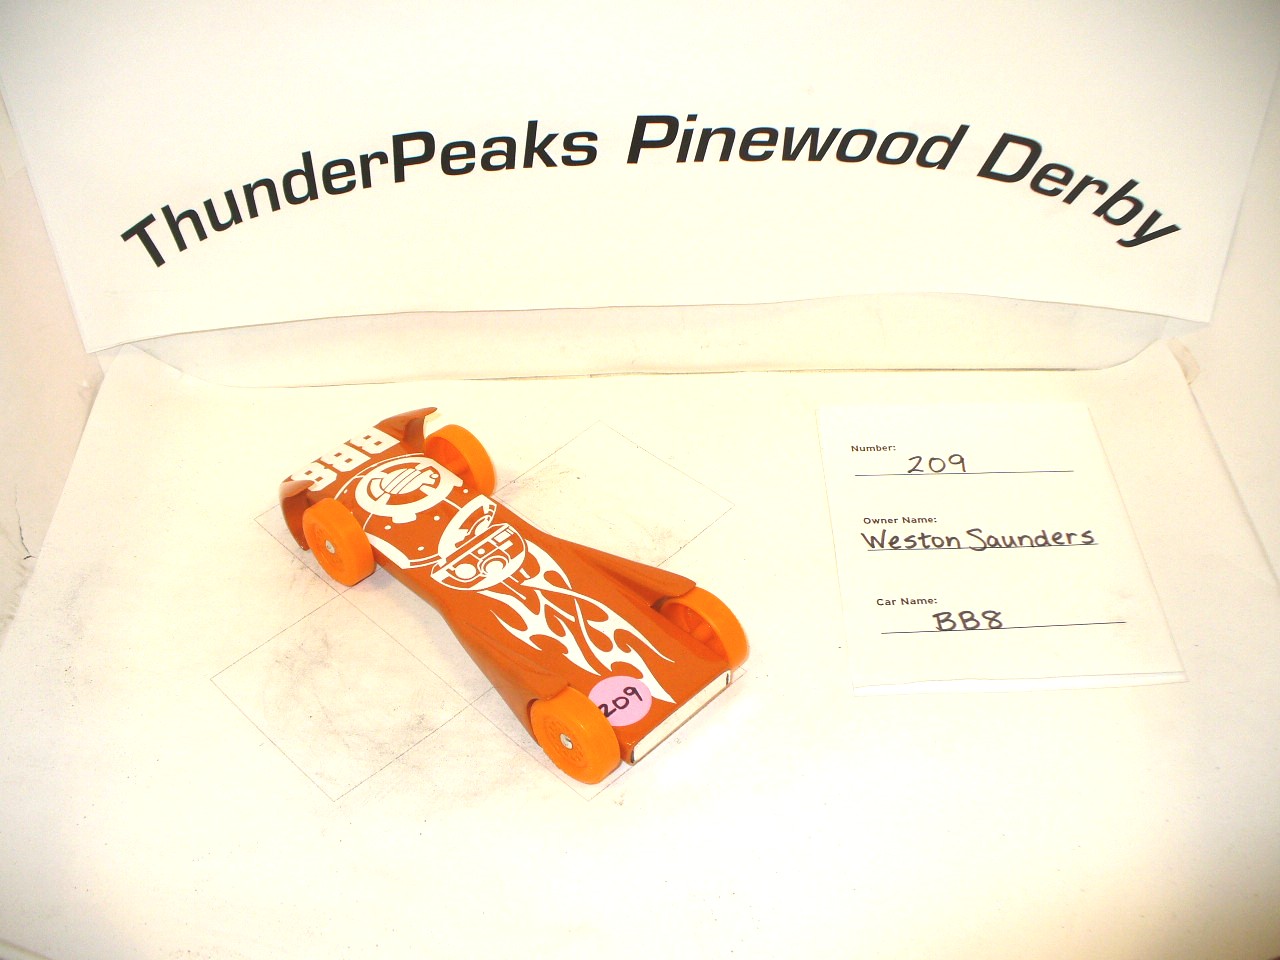 ThunderPeaks Pinewood Derby
Number:
209
Owner Name:
Weston Saunders
Car Name:
BB8
BB8
209